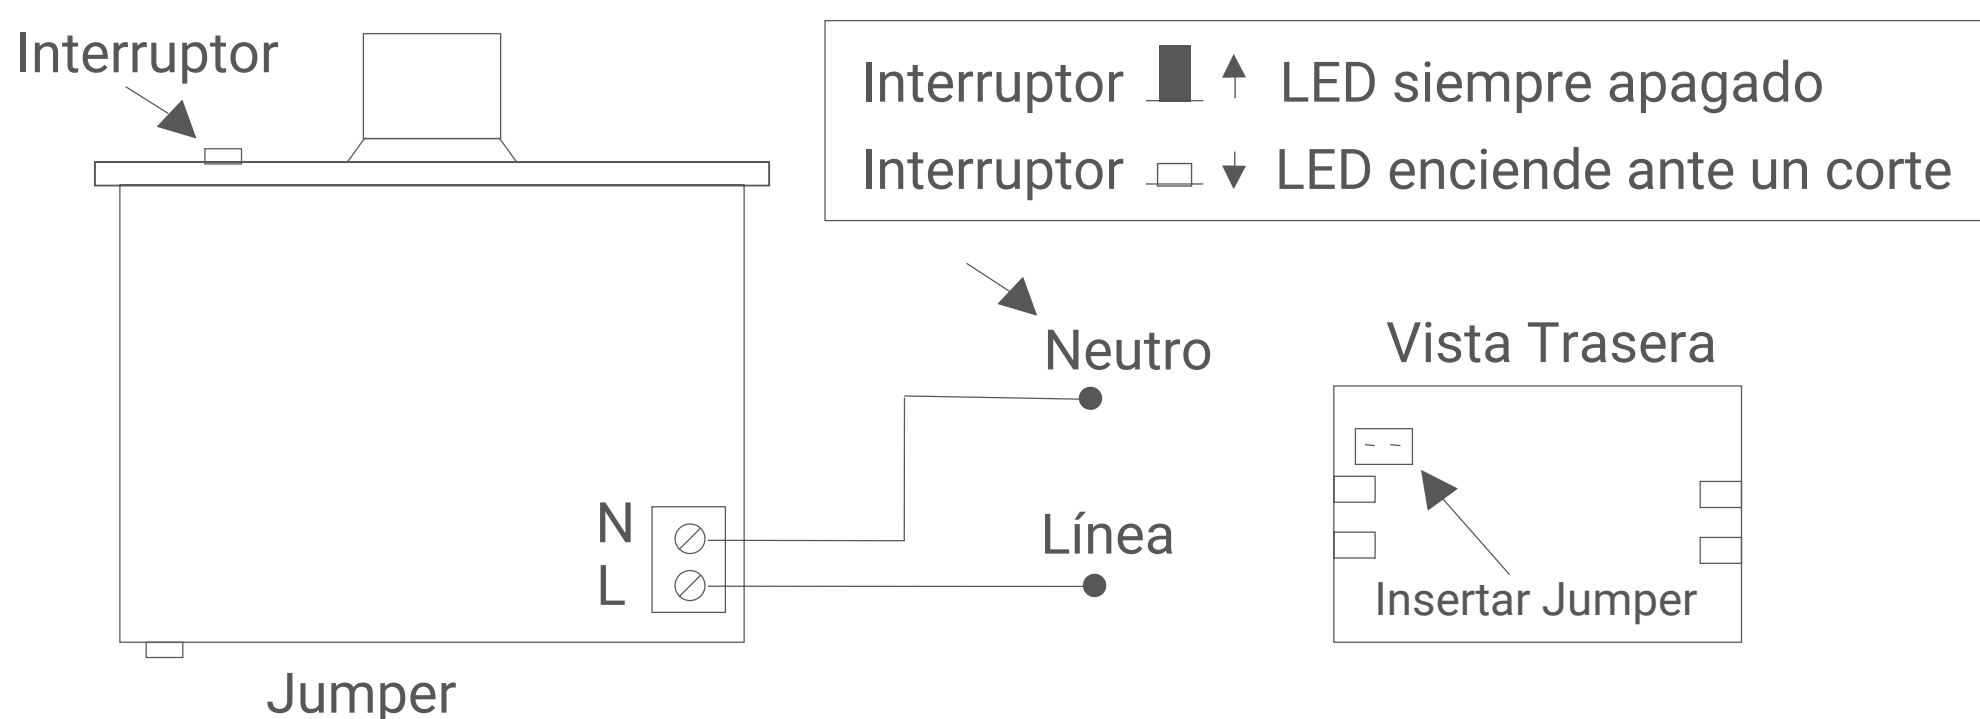 Interruptor
Interruptor LED siempre apagado
Interruptor LED enciende ante un corte
Neutro
Vista Trasera
N
Línea
L
Insertar Jumper
Jumper